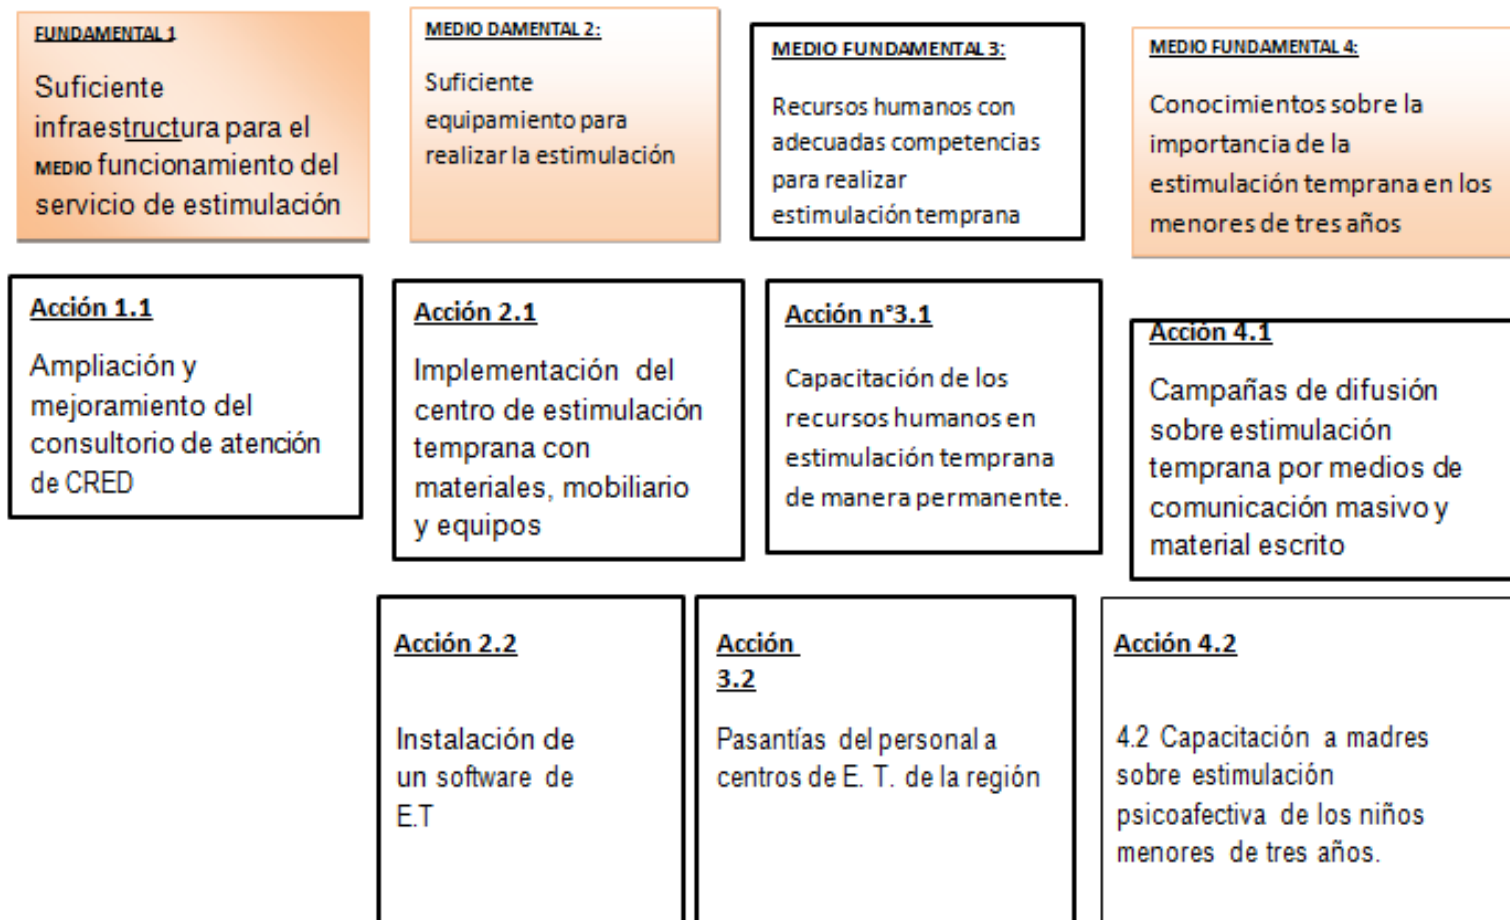 FUNDAMENTAL 1
Suficiente
infraestructura para el
MEDIO funcionamiento del
servicio de estimulación
MEDIO DAMENTAL 2:
Suficiente
equipamiento para
realizar la estimulación
MEDIO FUNDAMENTAL 3:
Recursos humanos con
adecuadas competencias
para realizar
estimulación temprana
MEDIO FUNDAMENTAL 4:
Conocimientos sobre la
importancia de la
estimulación temprana en los
menores de tres años
Acción 1.1
Ampliación y
mejoramiento del
consultorio de atención
de CRED
Acción 2.1
Implementación del
centro de estimulación
temprana con
materiales, mobiliario
y equipos
Acción n°3.1
Capacitación de los
recursos humanos en
estimulación temprana
de manera permanente.
Acción 4.1
Campañas de difusión
sobre estimulación
temprana por medios de
comunicación masivo y
material escrito
Acción 2.2
Instalación de
un software de
E.T
Acción
3.2
Pasantías del personal a
centros de E. T. de la región
Acción 4.2
4.2 Capacitación a madres
sobre estimulación
psicoafectiva de los niños
menores de tres años.